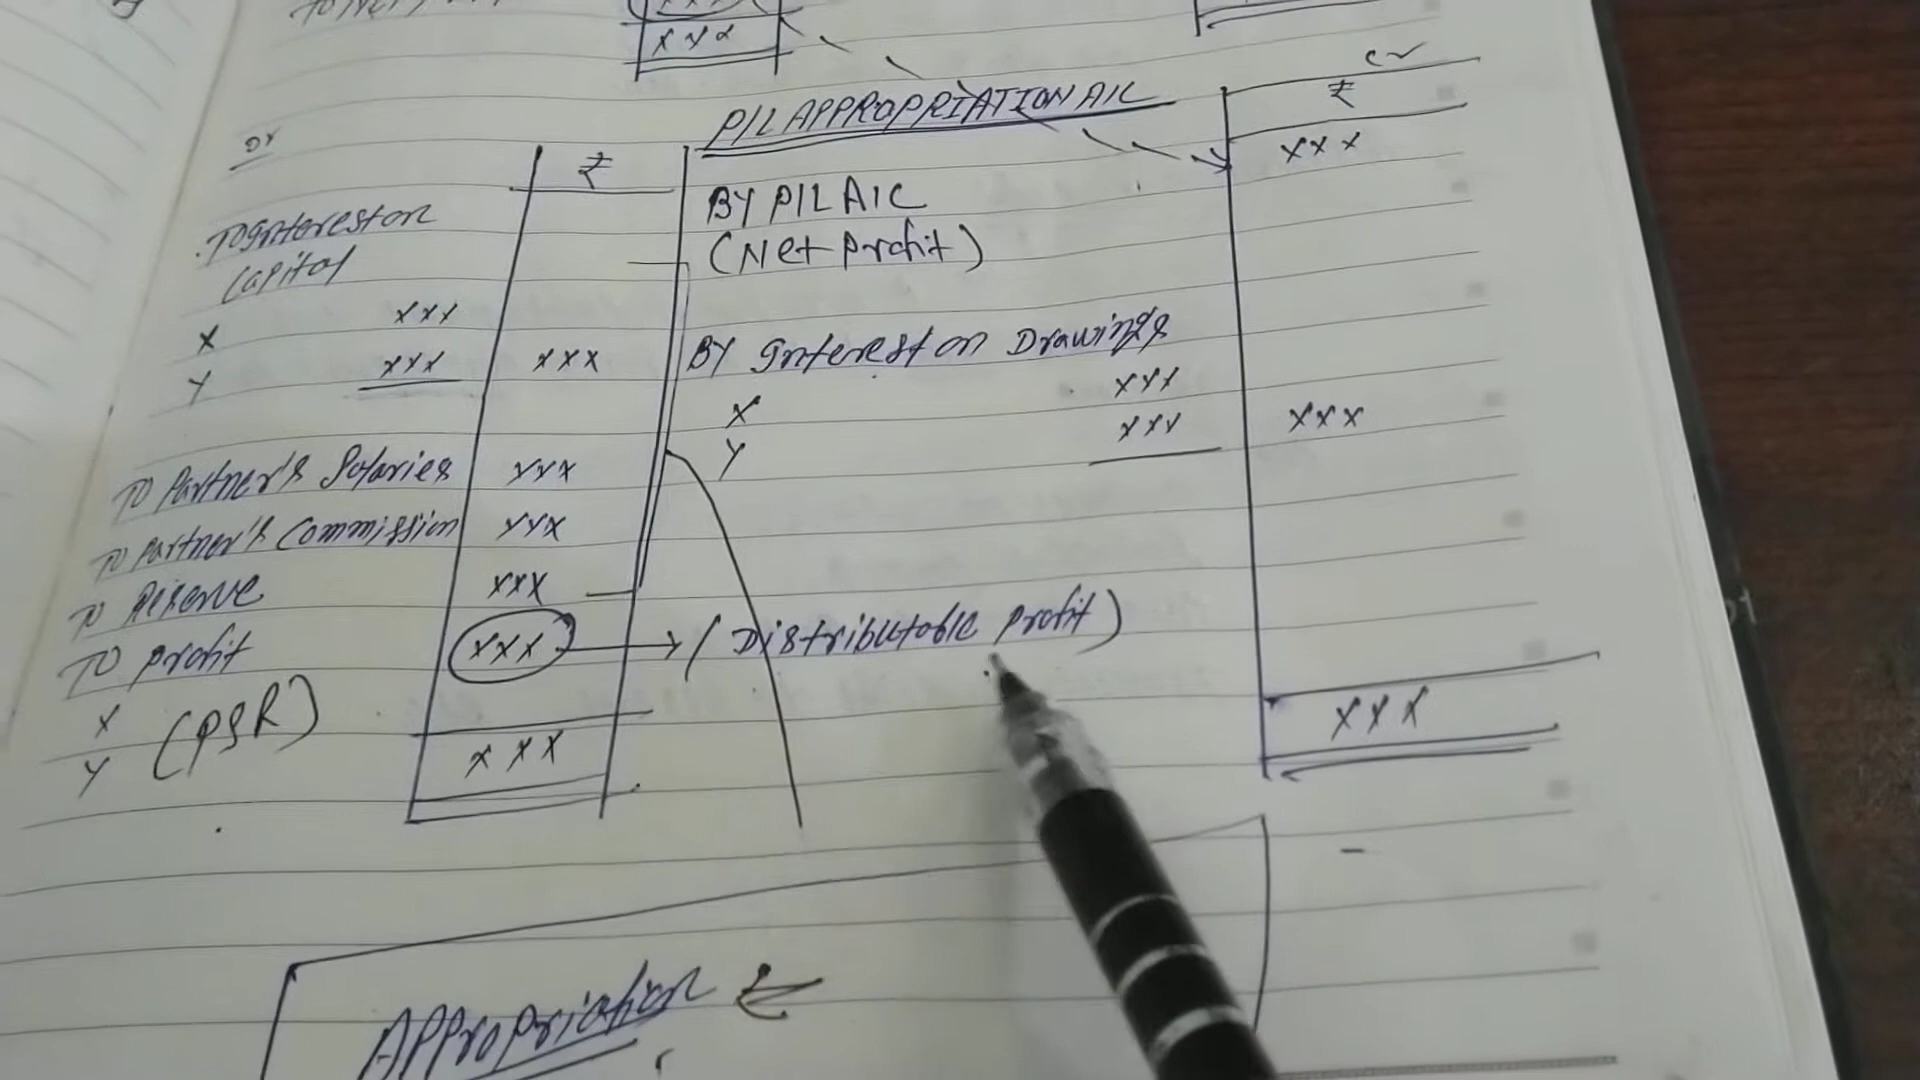 xyx
P/L APPROPRIATION A/C
Dr
Cr
₹
₹
To Interest on
Capital
X xxx
Y xxx xxx
To Partner's Salaries xxx
To Partner's Commission xxx
To Reserve xxx
To Profit xxx
X
Y (PSR)
xxx
BY P/L A/C xxx
(Net Profit)
BY Interest on Drawings
X xxx
Y xxx xxx
(Distributable Profit)
xxx
Appropriation